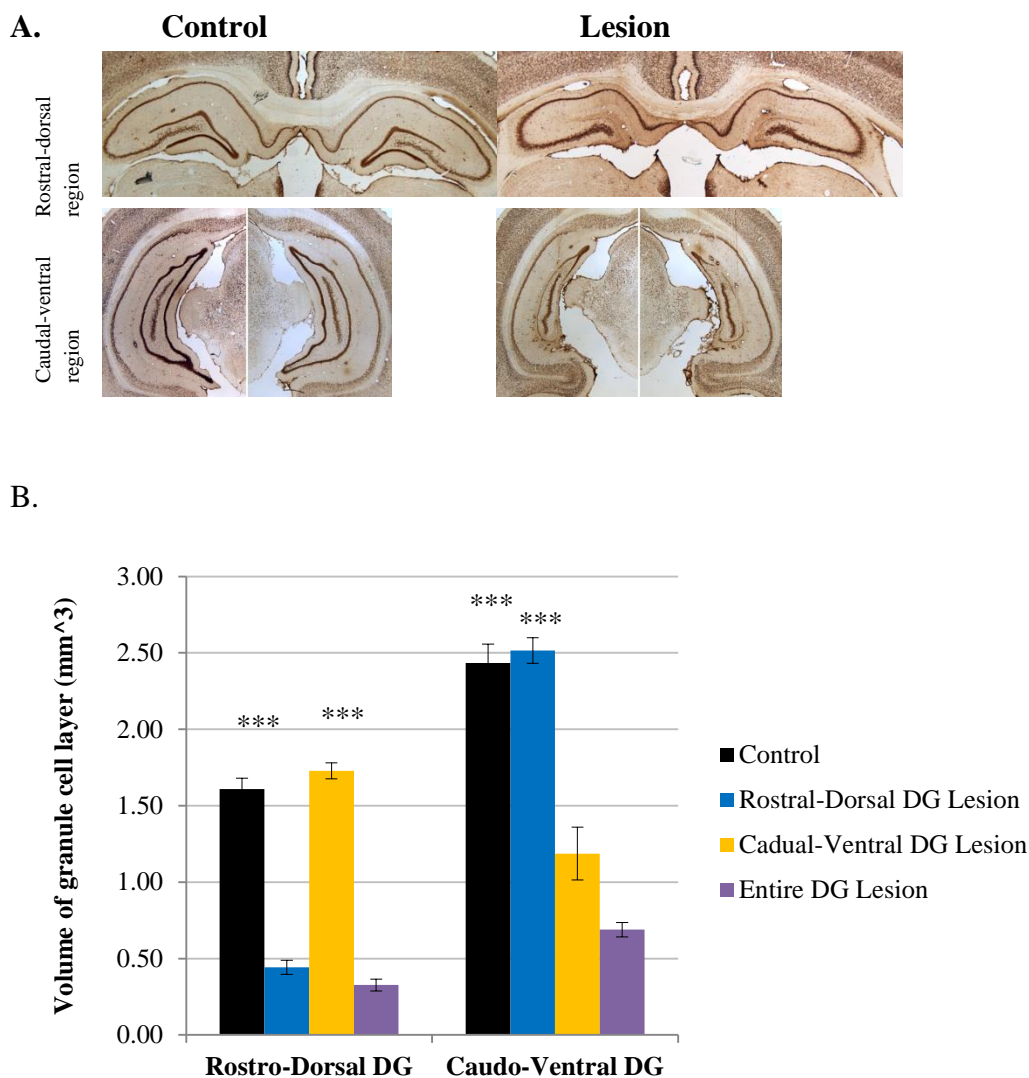 A.
Control
Lesion
Rostral-dorsal
region
Caudal-ventral
region
B.
Volume of granule cell layer (mm^3)
3.00
2.50
2.00
1.50
1.00
0.50
0.00
***
***
***
***
Rostro-Dorsal DG
Caudo-Ventral DG
Control
Rostral-Dorsal DG Lesion
Cadual-Ventral DG Lesion
Entire DG Lesion